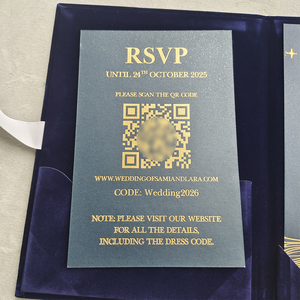 RSVP
UNTIL 24TH OCTOBER 2025
PLEASE SCAN THE QR CODE
WWW.WEDDINGOFSAMIANDLARA.COM
CODE: Wedding2026
NOTE: PLEASE VISIT OUR WEBSITE
FOR ALL THE DETAILS,
INCLUDING THE DRESS CODE.